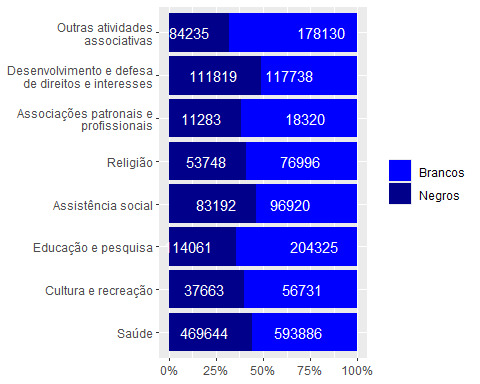 Outras atividades
associativas
84235 178130
Desenvolvimento e defesa
de direitos e interesses
111819 117738
Associações patronais e
profissionais
11283 18320
Religião
53748 76996
Assistência social
83192 96920
Educação e pesquisa
14061 204325
Cultura e recreação
37663 56731
Saúde
469644 593886
0% 25% 50% 75% 100%
Brancos
Negros